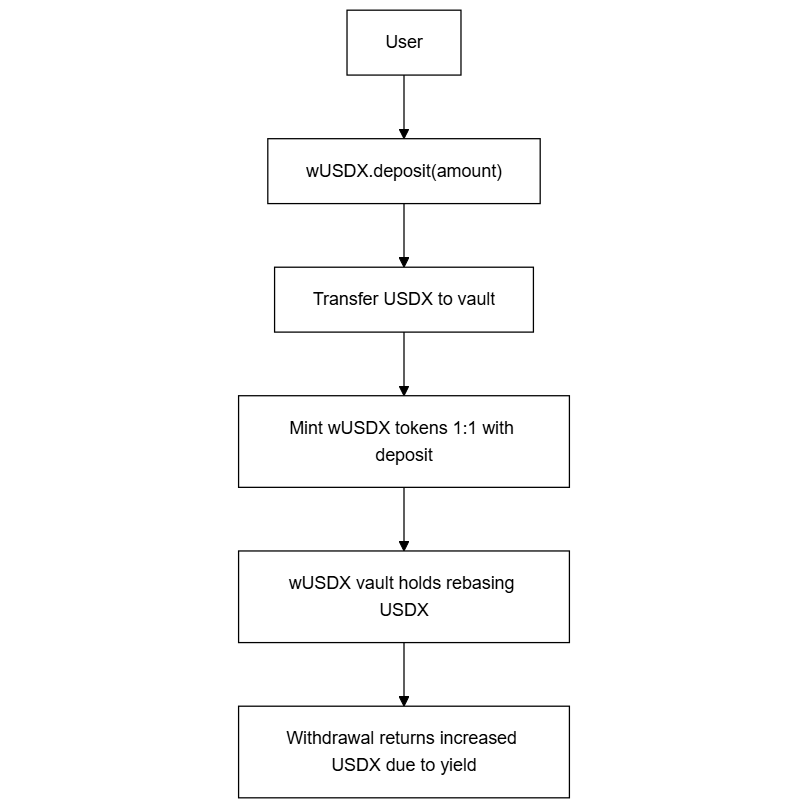 User
wUSDX.deposit(amount)
Transfer USDX to vault
Mint wUSDX tokens 1:1 with
deposit
wUSDX vault holds rebasing
USDX
Withdrawal returns increased
USDX due to yield